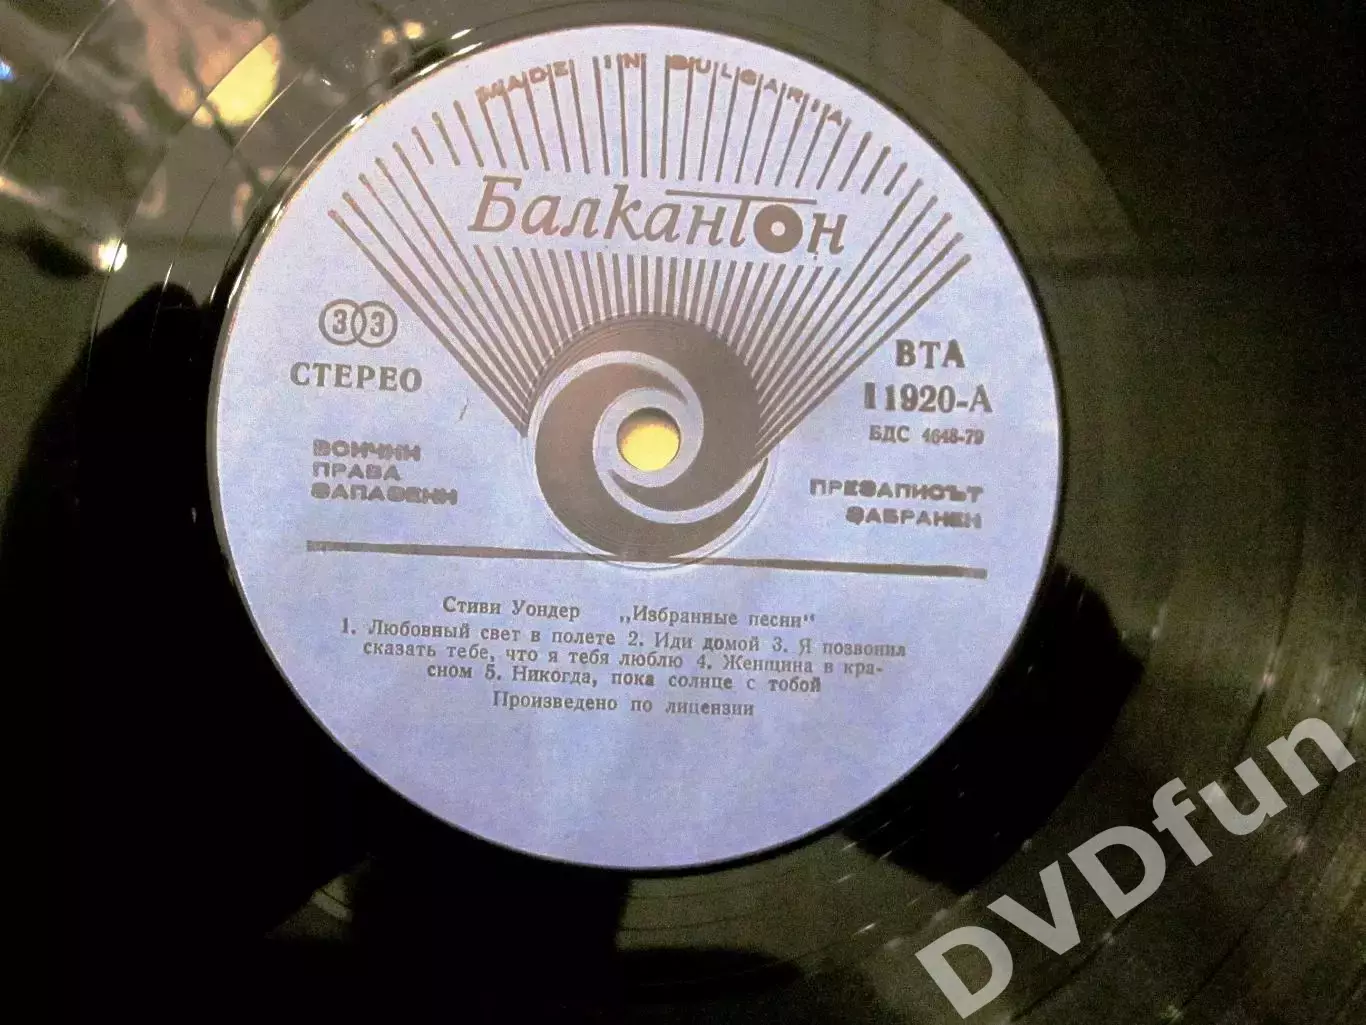 MADE IN BULGARIA
Балкантон
33
СТЕРЕО
ВТА
11920-А
БДС 4648-79
ВСИЧКИ
ПРАВА
ЗАПАЗЕНИ
ПРЕЗАПИСЪТ
ЗАБРАНЕН
Стиви Уондер „Избранные песни"
1. Любовный свет в полете 2. Иди домой 3. Я позвонил
сказать тебе, что я тебя люблю 4. Женщина в кра-
сном 5. Никогда, пока солнце с тобой
Произведено по лицензии
DVDfun